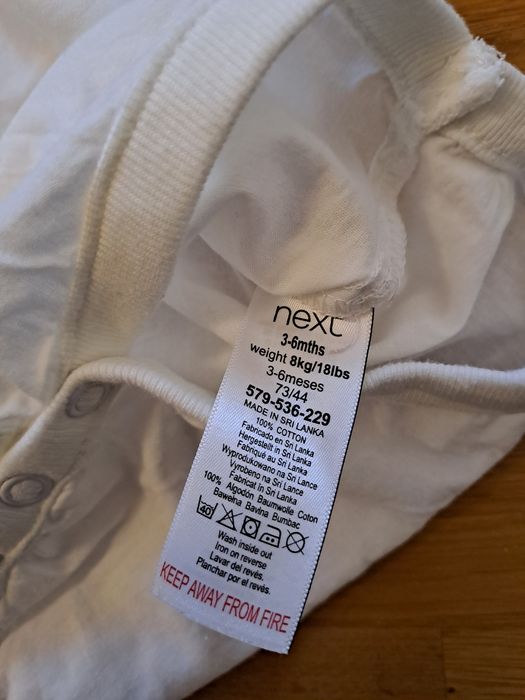 next
3-6mths
weight 8kg/18lbs
3-6meses
73/44
579-536-229
MADE IN SRI LANKA
100% COTTON
Fabricado en Sri Lanka
Hergestellt in Sri Lanka
Fabriqué au Sri Lanka
Wyprodukowano na Sri Lance
Vyrobeno na Sri Lance
Fabricat in Sri Lanka
100% Algodón Baumwolle Coton
Bawełna Bavlna Bumbac
40
Wash inside out
Iron on reverse
Lavar del revés.
Planchar por el revés.
KEEP AWAY FROM FIRE